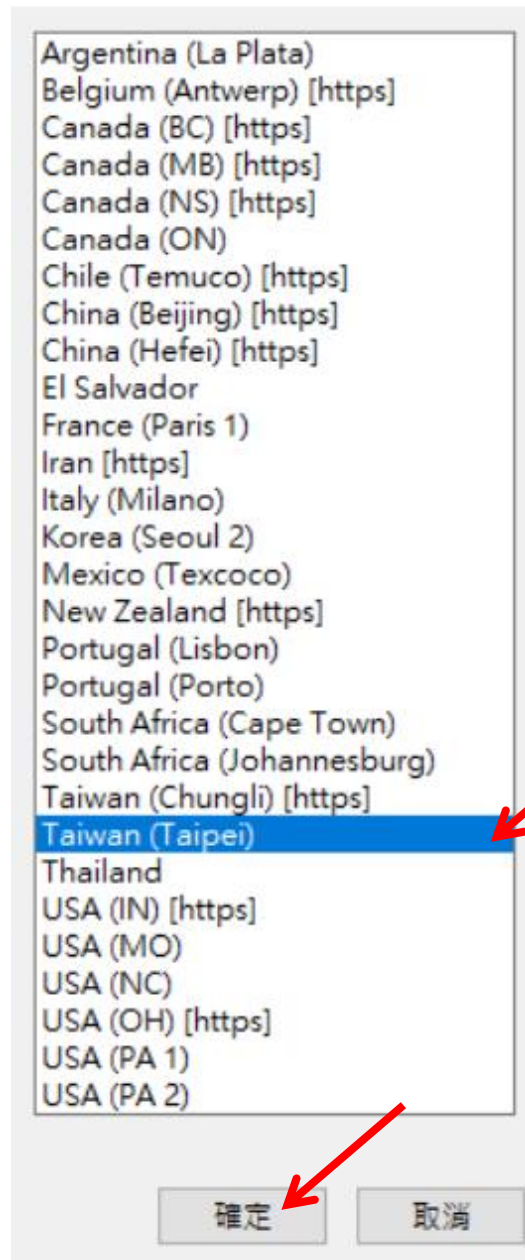 Argentina (La Plata)
Belgium (Antwerp) [https]
Canada (BC) [https]
Canada (MB) [https]
Canada (NS) [https]
Canada (ON)
Chile (Temuco) [https]
China (Beijing) [https]
China (Hefei) [https]
El Salvador
France (Paris 1)
Iran [https]
Italy (Milano)
Korea (Seoul 2)
Mexico (Texcoco)
New Zealand [https]
Portugal (Lisbon)
Portugal (Porto)
South Africa (Cape Town)
South Africa (Johannesburg)
Taiwan (Chungli) [https]
Taiwan (Taipei)
Thailand
USA (IN) [https]
USA (MO)
USA (NC)
USA (OH) [https]
USA (PA 1)
USA (PA 2)
確定 取消